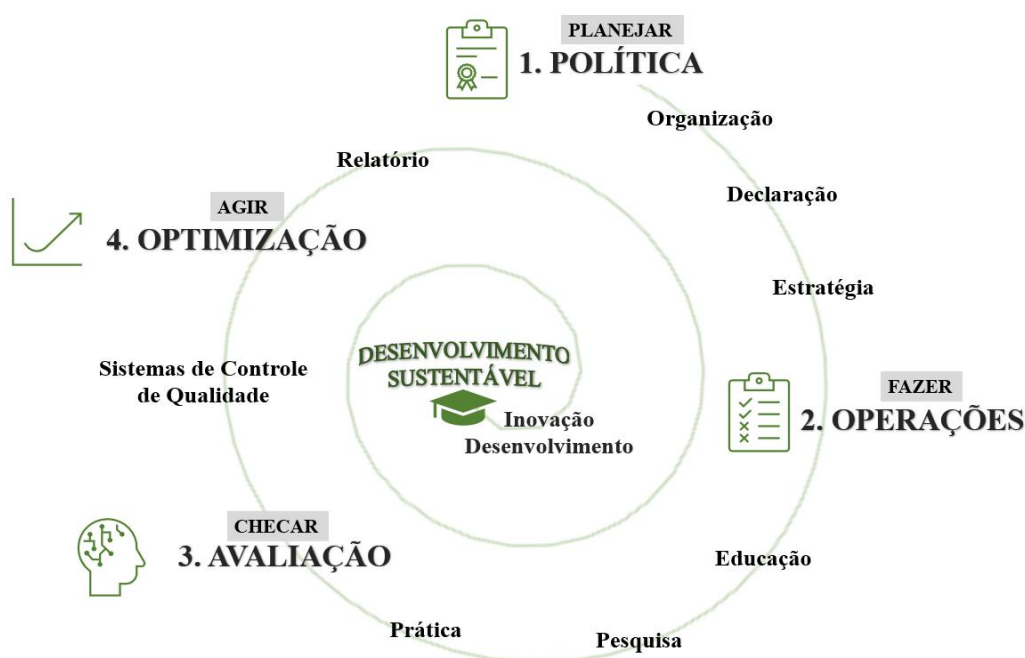 PLANEJAR
1. POLÍTICA
Organização
Declaração
Estratégia
FAZER
2. OPERAÇÕES
Educação
Pesquisa
Prática
CHECAR
3. AVALIAÇÃO
Sistemas de Controle
de Qualidade
AGIR
4. OPTIMIZAÇÃO
Relatório
DESENVOLVIMENTO
SUSTENTÁVEL
Inovação
Desenvolvimento